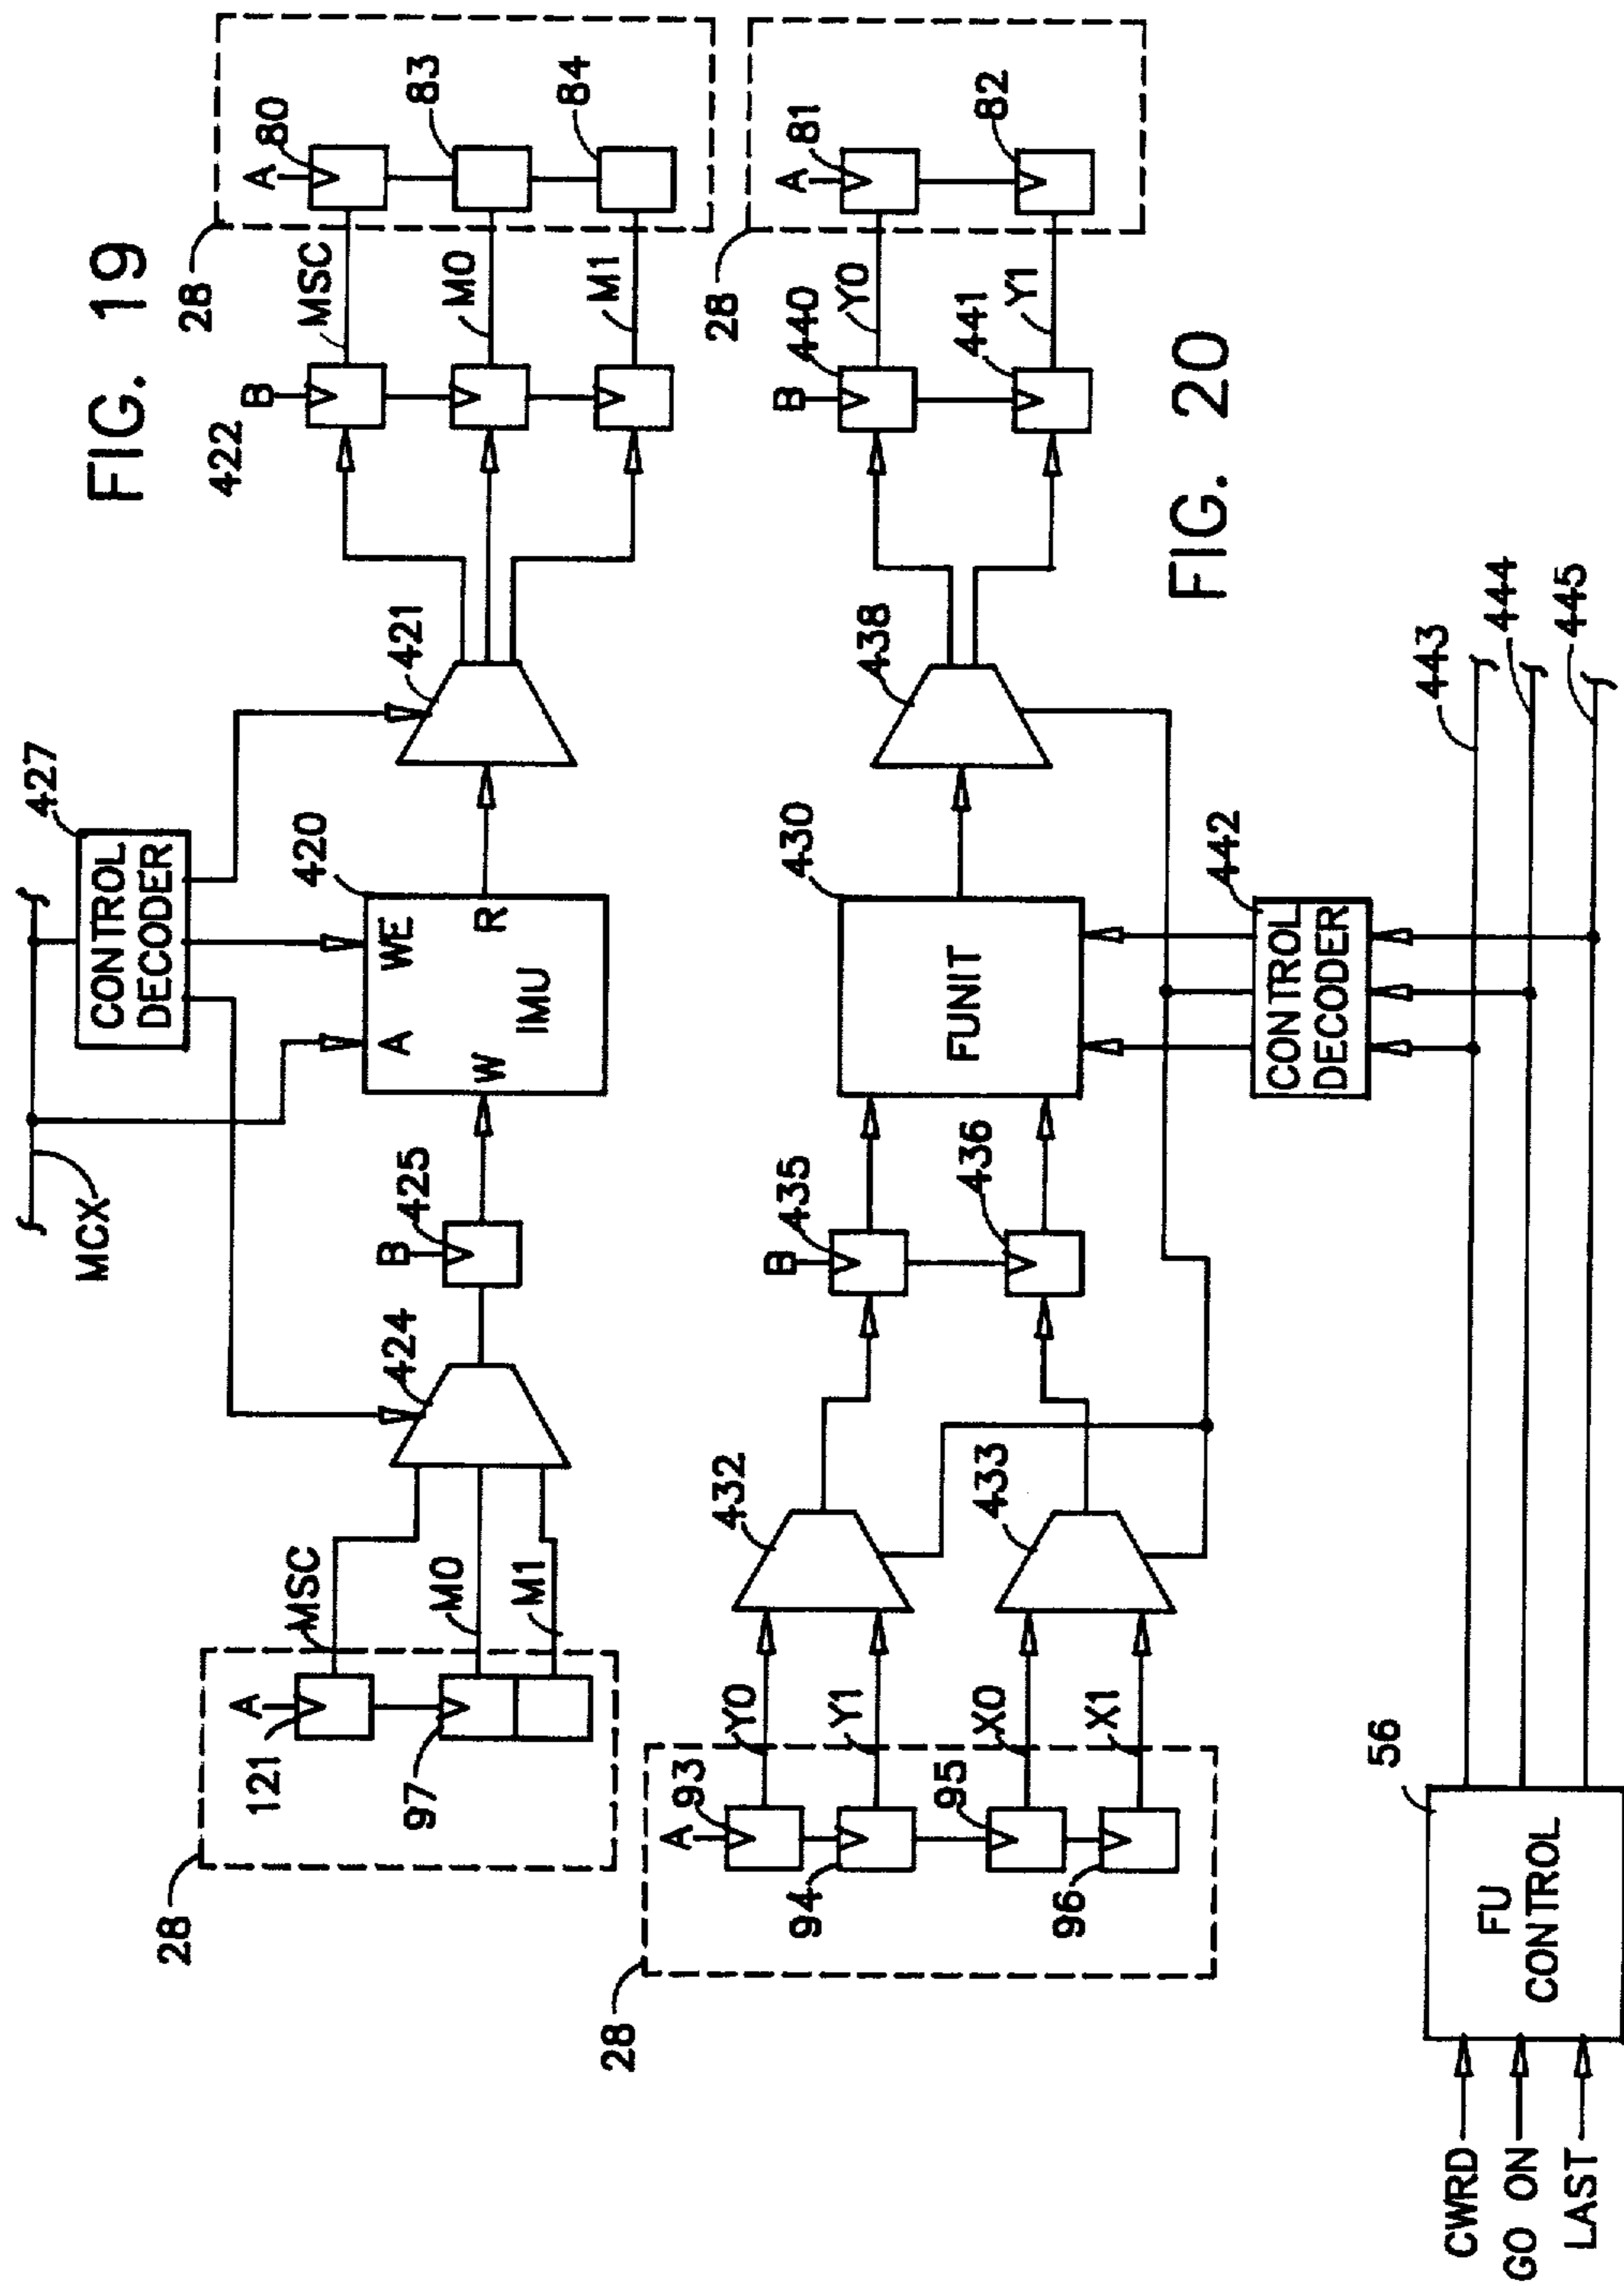 FIG. 19
MCX
427
CONTROL
DECODER
28
121
A
MSC
97
M0
M1
424
B
425
420
A
WE
W
R
IMU
421
422
B
MSC
M0
M1
28
A
80
83
84
FIG. 20
28
A
93
Y0
94
Y1
95
X0
96
X1
432
433
B
435
436
430
FUNIT
438
B
440
Y0
441
Y1
28
A
81
82
442
CONTROL
DECODER
443
444
445
56
FU
CONTROL
CWRD
GO ON
LAST